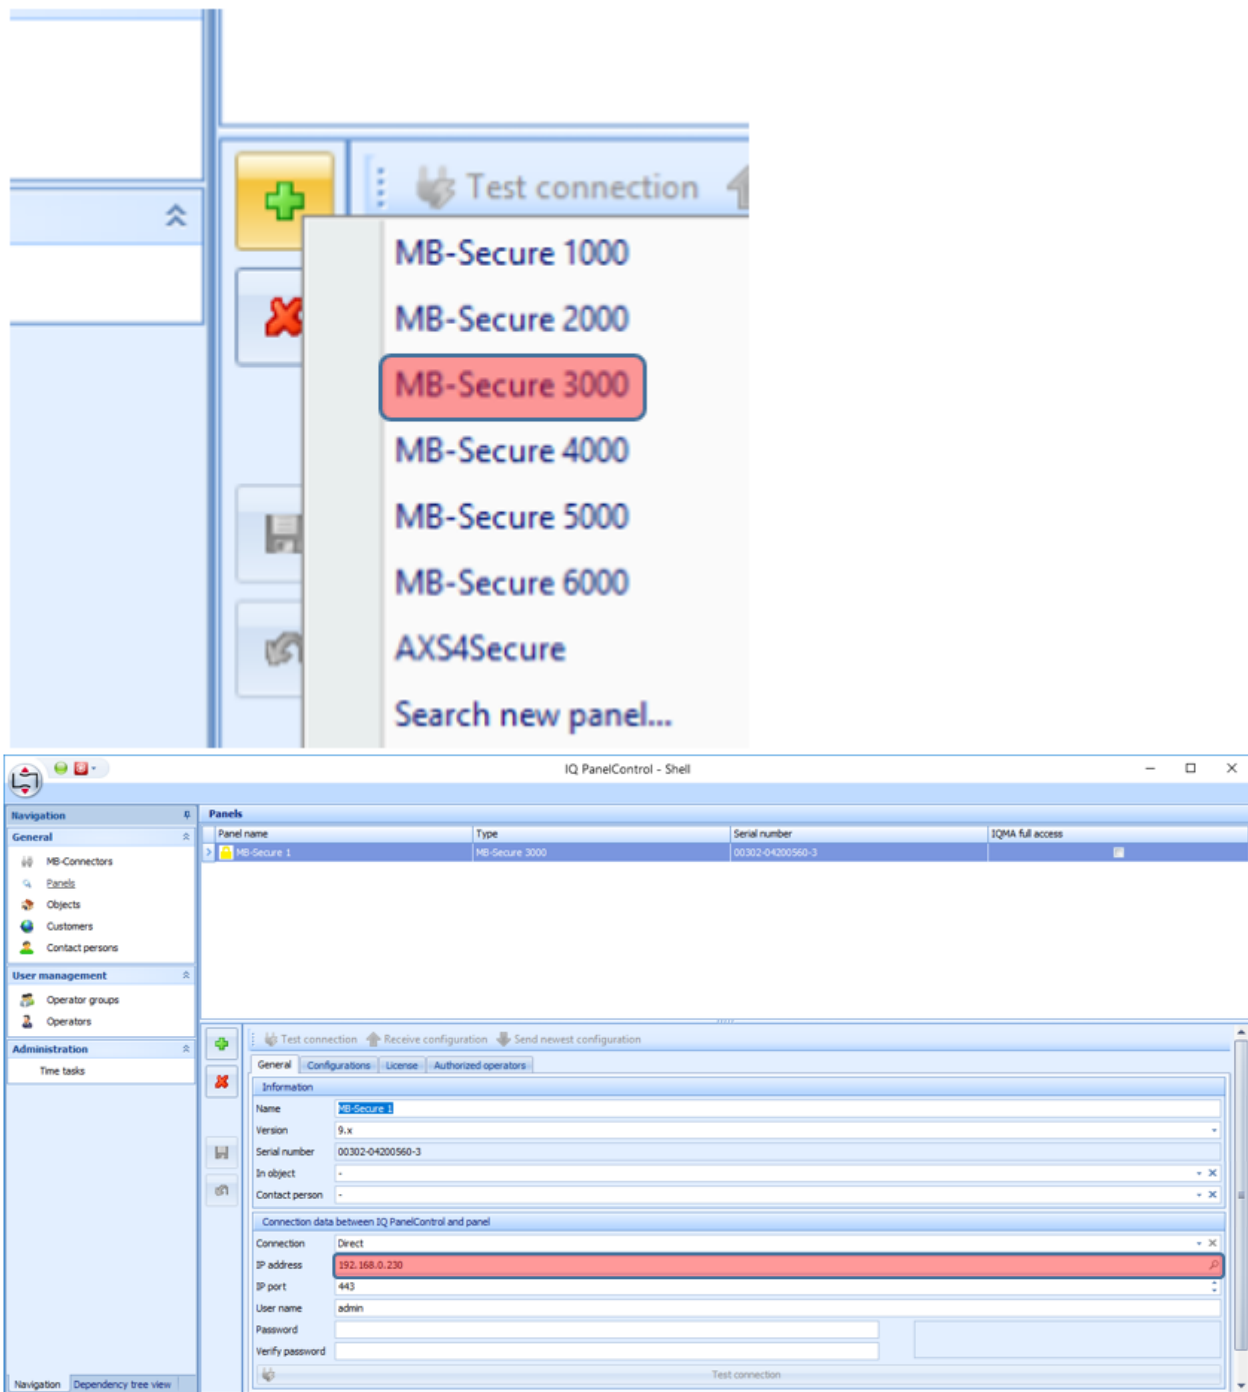 Test connection
MB-Secure 1000
MB-Secure 2000
MB-Secure 3000
MB-Secure 4000
MB-Secure 5000
MB-Secure 6000
AXS4Secure
Search new panel...
IQ PanelControl - Shell
Navigation
General
MB-Connectors
Panels
Objects
Customers
Contact persons
User management
Operator groups
Operators
Administration
Time tasks
Navigation Dependency tree view
Panels
Panel name Type Serial number IQMA full access
MB-Secure 1 MB-Secure 3000 00302-04200560-3
Test connection Receive configuration Send newest configuration
General Configurations License Authorized operators
Information
Name MB-Secure 1
Version 9.x
Serial number 00302-04200560-3
In object -
Contact person -
Connection data between IQ PanelControl and panel
Connection Direct
IP address 192.168.0.230
IP port 443
User name admin
Password
Verify password
Test connection